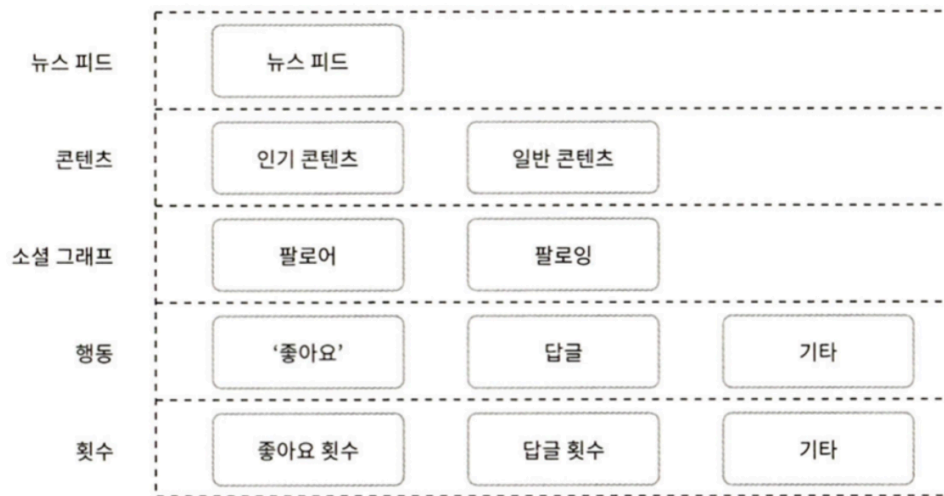 뉴스 피드 뉴스 피드
콘텐츠 인기 콘텐츠 일반 콘텐츠
소셜 그래프 팔로어 팔로잉
행동 ‘좋아요’ 답글 기타
횟수 좋아요 횟수 답글 횟수 기타